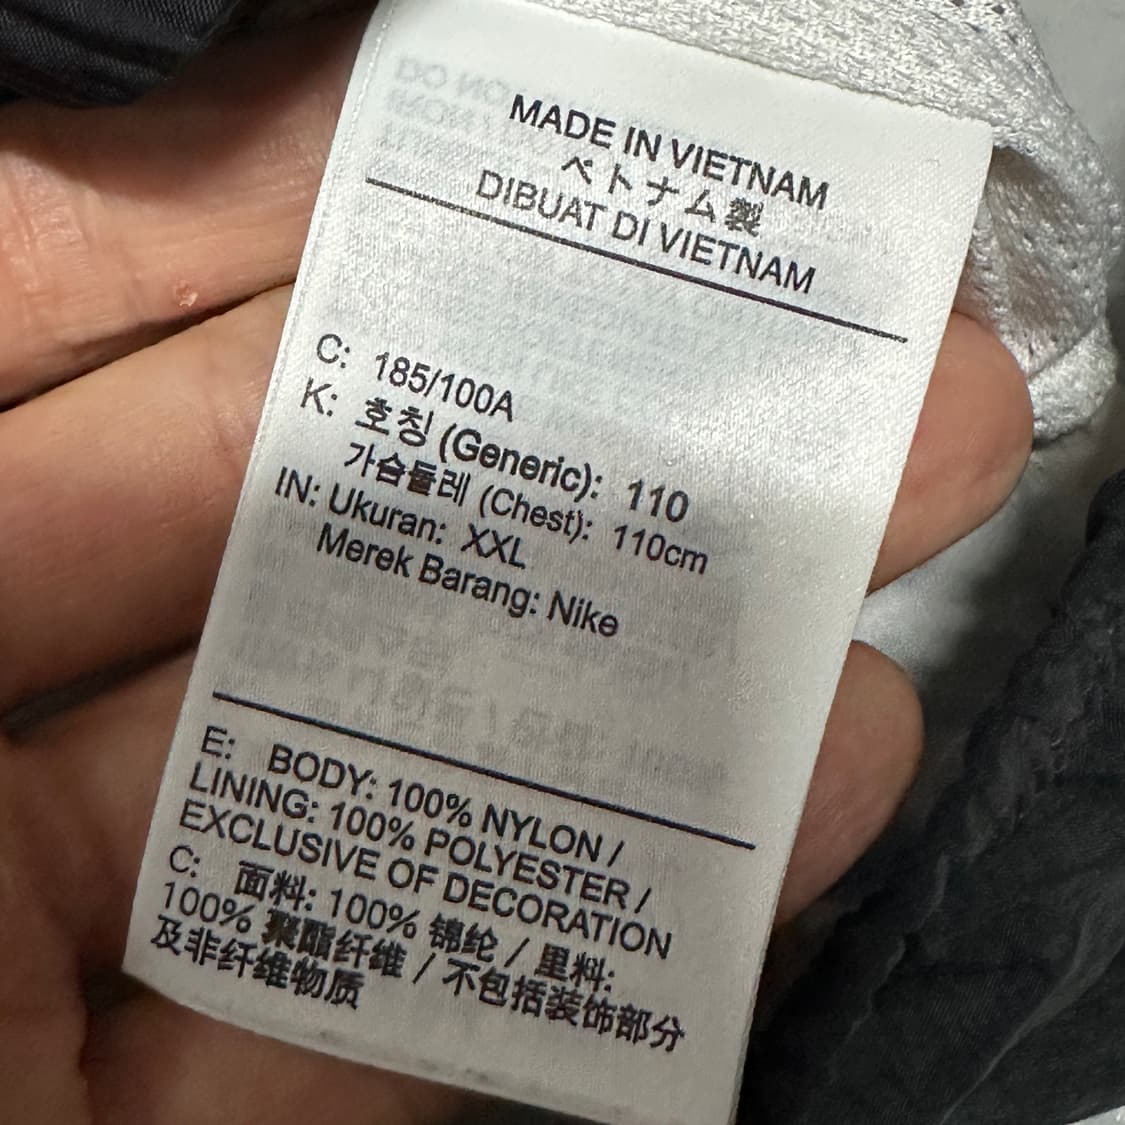 MADE IN VIETNAM
ベトナム製
DIBUAT DI VIETNAM
C: 185/100A
K: 호칭 (Generic): 110
가슴둘레 (Chest): 110cm
IN: Ukuran: XXL
Merek Barang: Nike
E: BODY: 100% NYLON /
LINING: 100% POLYESTER /
EXCLUSIVE OF DECORATION
C: 面料: 100% 锦纶 / 里料:
100% 聚酯纤维 / 不包括装饰部分
及非纤维物质